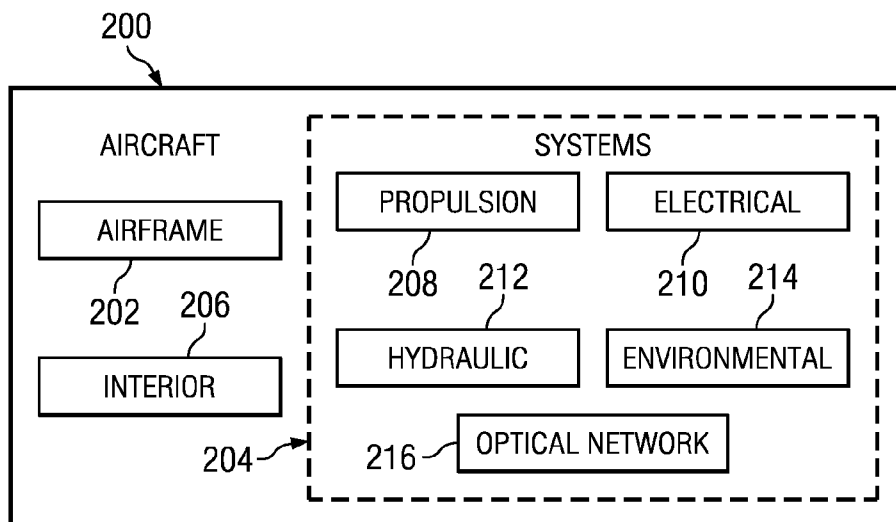 200
AIRCRAFT
SYSTEMS
AIRFRAME
PROPULSION
ELECTRICAL
202
206
208
212
210
214
INTERIOR
HYDRAULIC
ENVIRONMENTAL
204
216
OPTICAL NETWORK